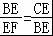 BE/EF = CE/BE